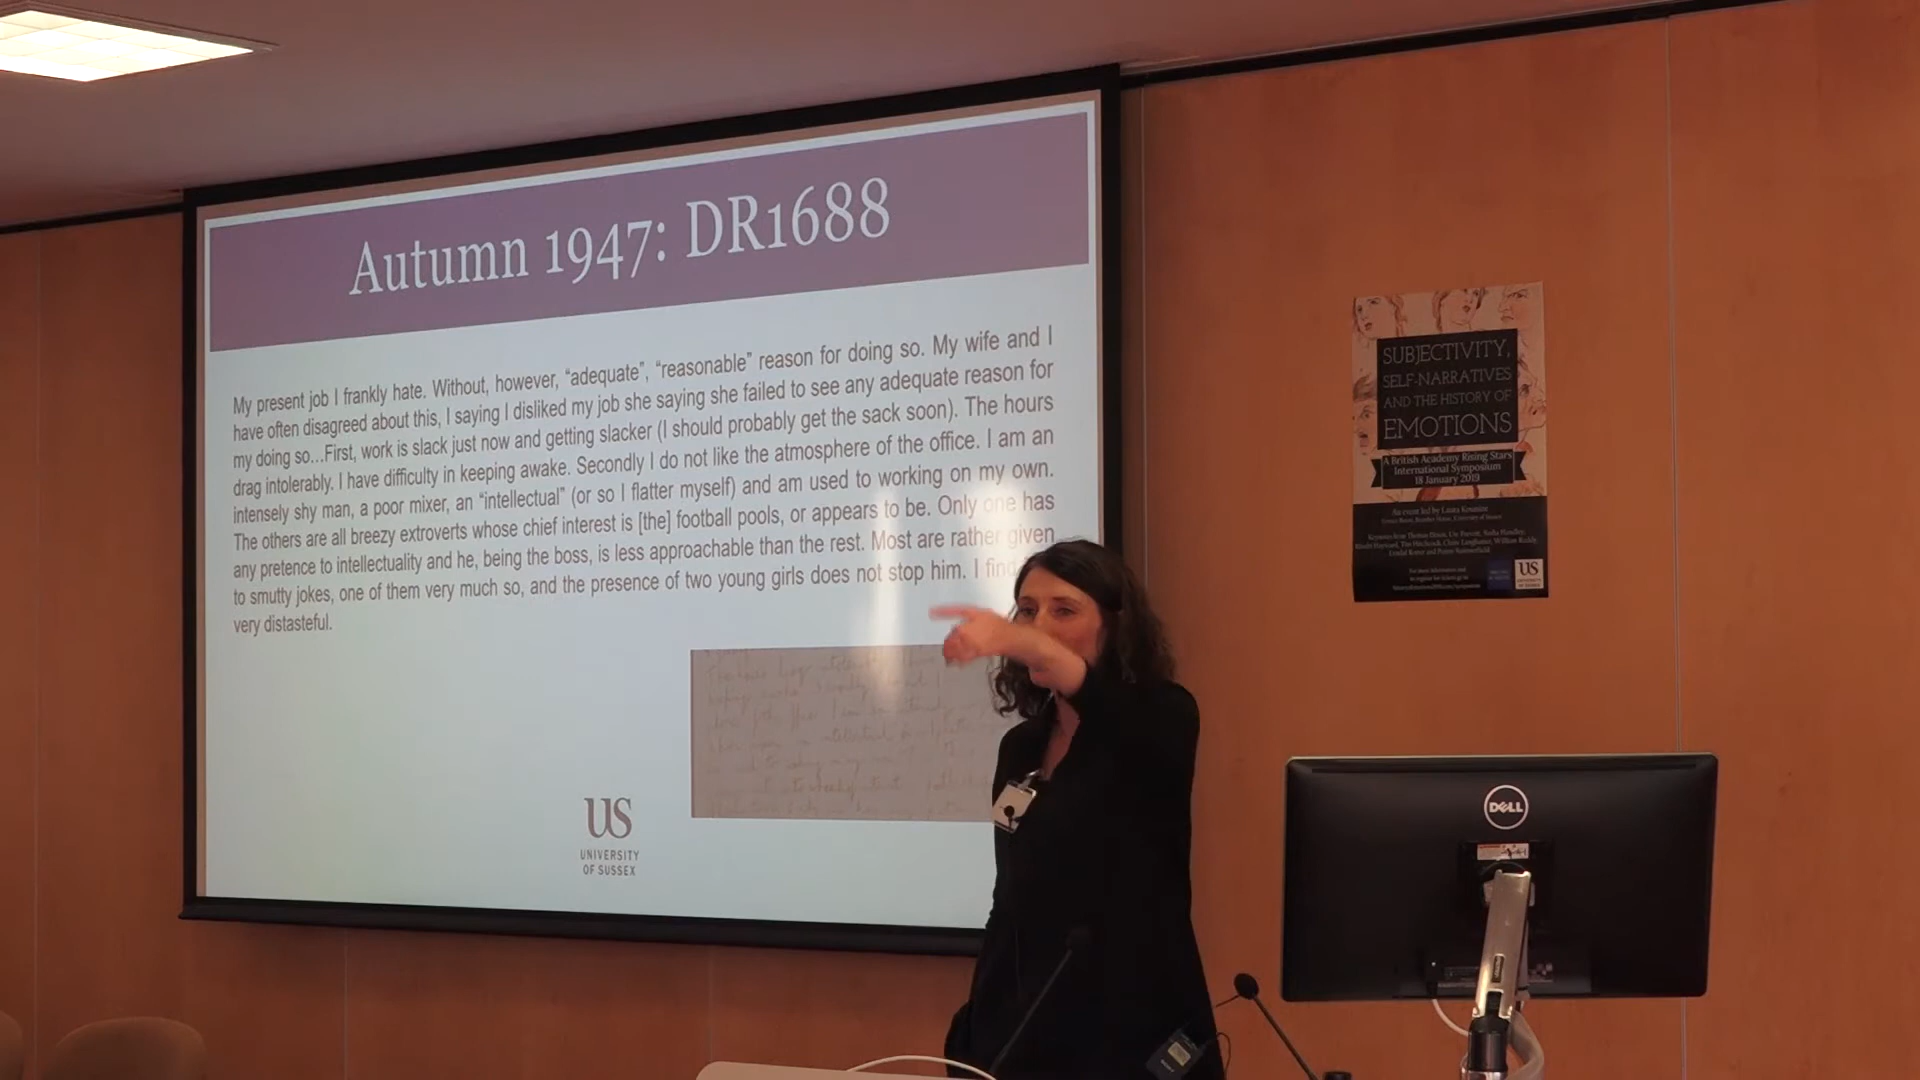 Autumn 1947: DR1688
My present job I frankly hate. Without, however, “adequate”, “reasonable” reason for doing so. My wife and I
have often disagreed about this, I saying I disliked my job she saying she failed to see any adequate reason for
my doing so...First, work is slack just now and getting slacker (I should probably get the sack soon). The hours
drag intolerably. I have difficulty in keeping awake. Secondly I do not like the atmosphere of the office. I am an
intensely shy man, a poor mixer, an “intellectual” (or so I flatter myself) and am used to working on my own.
The others are all breezy extroverts whose chief interest is [the] football pools, or appears to be. Only one has
any pretence to intellectuality and he, being the boss, is less approachable than the rest. Most are rather given
to smutty jokes, one of them very much so, and the presence of two young girls does not stop him. I find
very distasteful.
US
UNIVERSITY
OF SUSSEX
SUBJECTIVITY,
SELF-NARRATIVES
AND THE HISTORY OF
EMOTIONS
A British Academy Rising Stars
International Symposium
18 January 2019
An event led by Laura
US
DELL